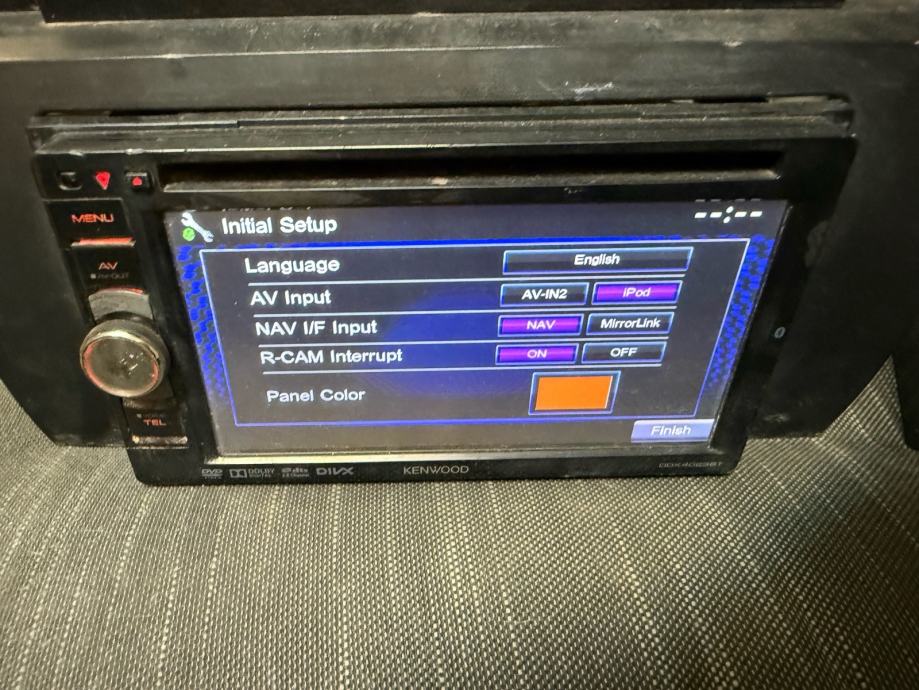 MENU
AV
TEL
Initial Setup
--:--
Language English
AV Input AV-IN2 iPod
NAV I/F Input NAV MirrorLink
R-CAM Interrupt ON OFF
Panel Color
Finish
DVD DOLBY DIGITAL dts DIVX KENWOOD